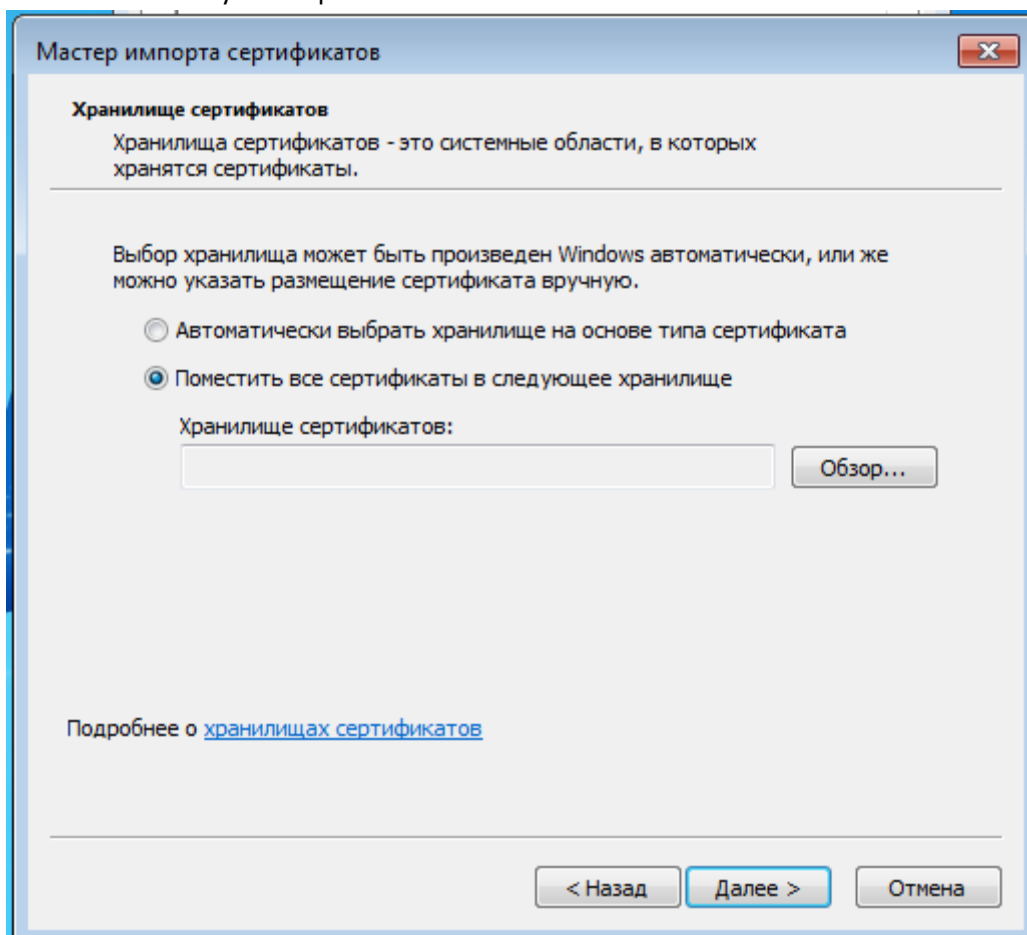 Мастер импорта сертификатов
Хранилище сертификатов
Хранилища сертификатов - это системные области, в которых
хранятся сертификаты.
Выбор хранилища может быть произведен Windows автоматически, или же
можно указать размещение сертификата вручную.
Автоматически выбрать хранилище на основе типа сертификата
Поместить все сертификаты в следующее хранилище
Хранилище сертификатов:
Обзор...
Подробнее о хранилищах сертификатов
< Назад
Далее >
Отмена